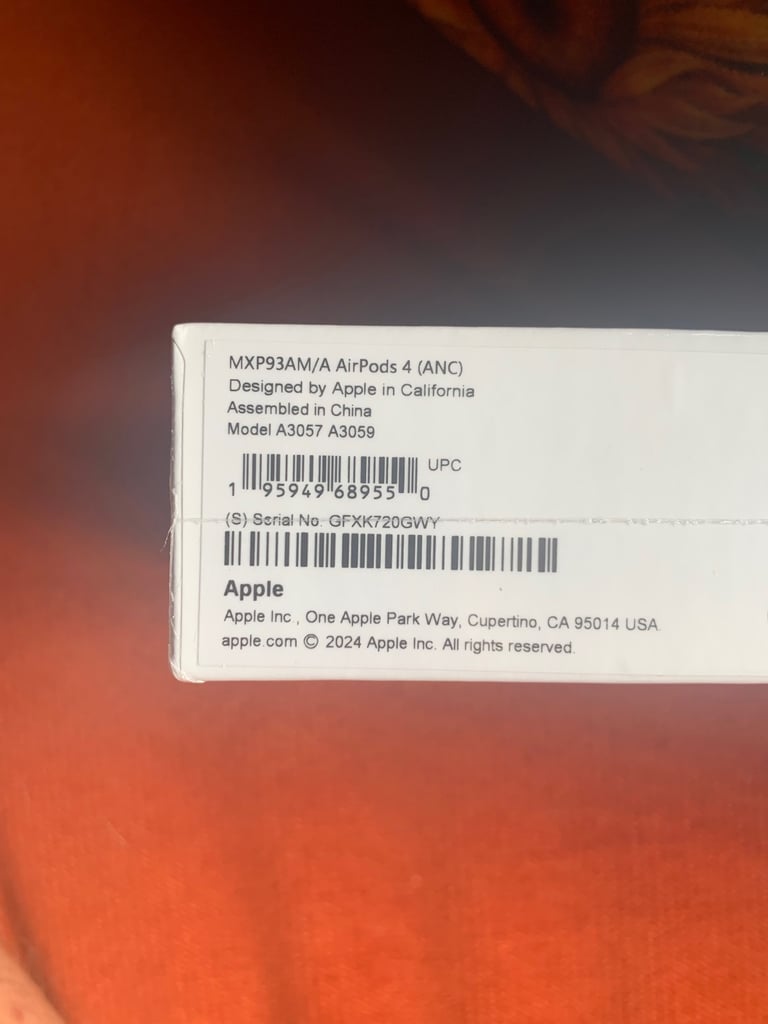 MXP93AM/A AirPods 4 (ANC)
Designed by Apple in California
Assembled in China
Model A3057 A3059
UPC
1 95949 68955 0
(S) Serial No. GFXK720GWY
Apple
Apple Inc., One Apple Park Way, Cupertino, CA 95014 USA.
apple.com © 2024 Apple Inc. All rights reserved.